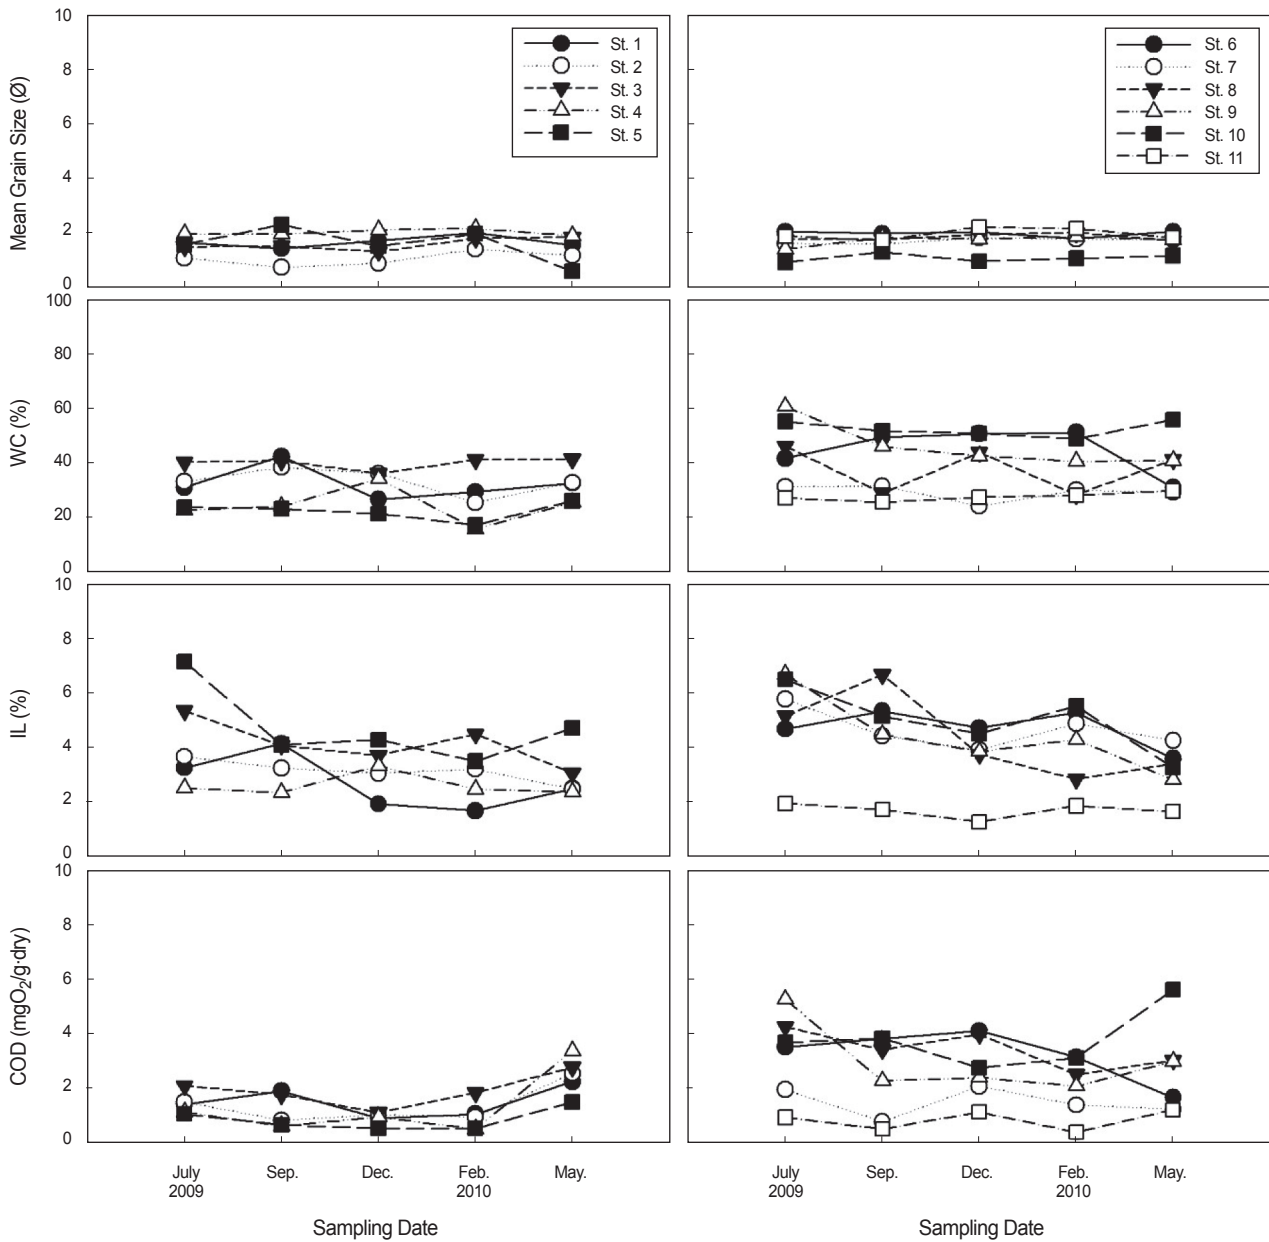 Mean Grain Size (Ø)
10
8
6
4
2
0
St. 1
St. 2
St. 3
St. 4
St. 5
St. 6
St. 7
St. 8
St. 9
St. 10
St. 11
WC (%)
100
80
60
40
20
0
IL (%)
10
8
6
4
2
0
COD (mgO₂/g·dry)
10
8
6
4
2
0
July
2009
Sep.
Dec.
Feb.
2010
May.
Sampling Date
July
2009
Sep.
Dec.
Feb.
2010
May.
Sampling Date